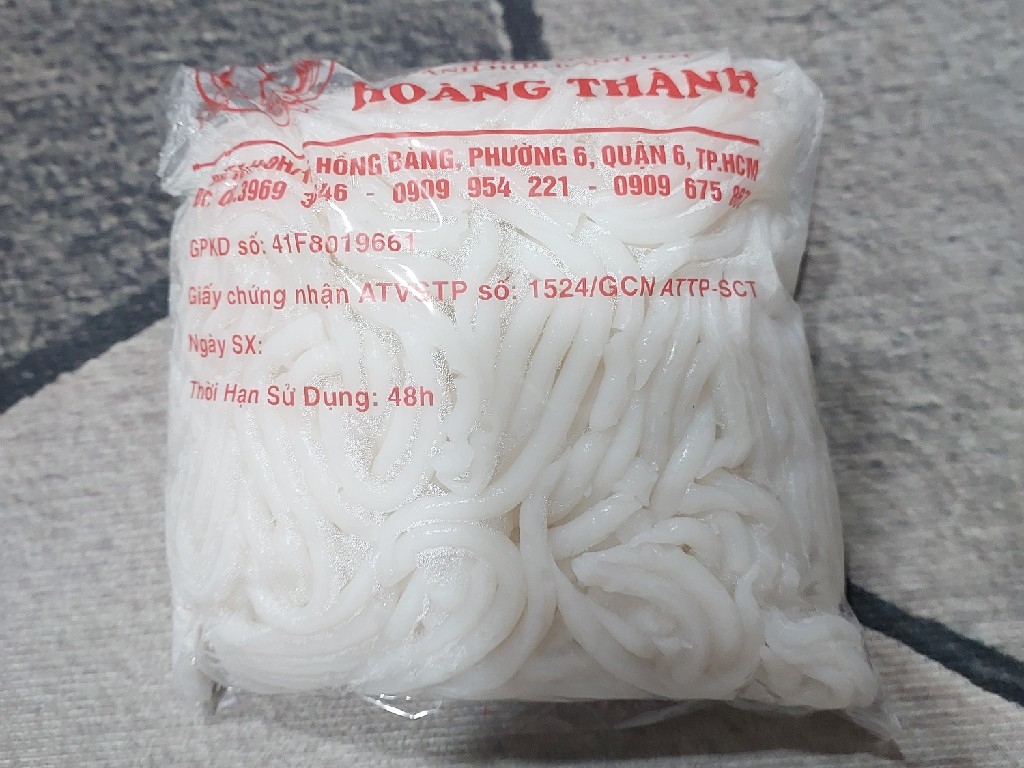 HOÀNG THÀNH
HỒNG BÀNG, PHƯỜNG 6, QUẬN 6, TP.HCM
3969 - 0909 954 221 - 0909 675
GPKD số: 41F8019661
Giấy chứng nhận ATVSTP số: 1524/GCN ATTP-SCT
Ngày SX:
Thời Hạn Sử Dụng: 48h